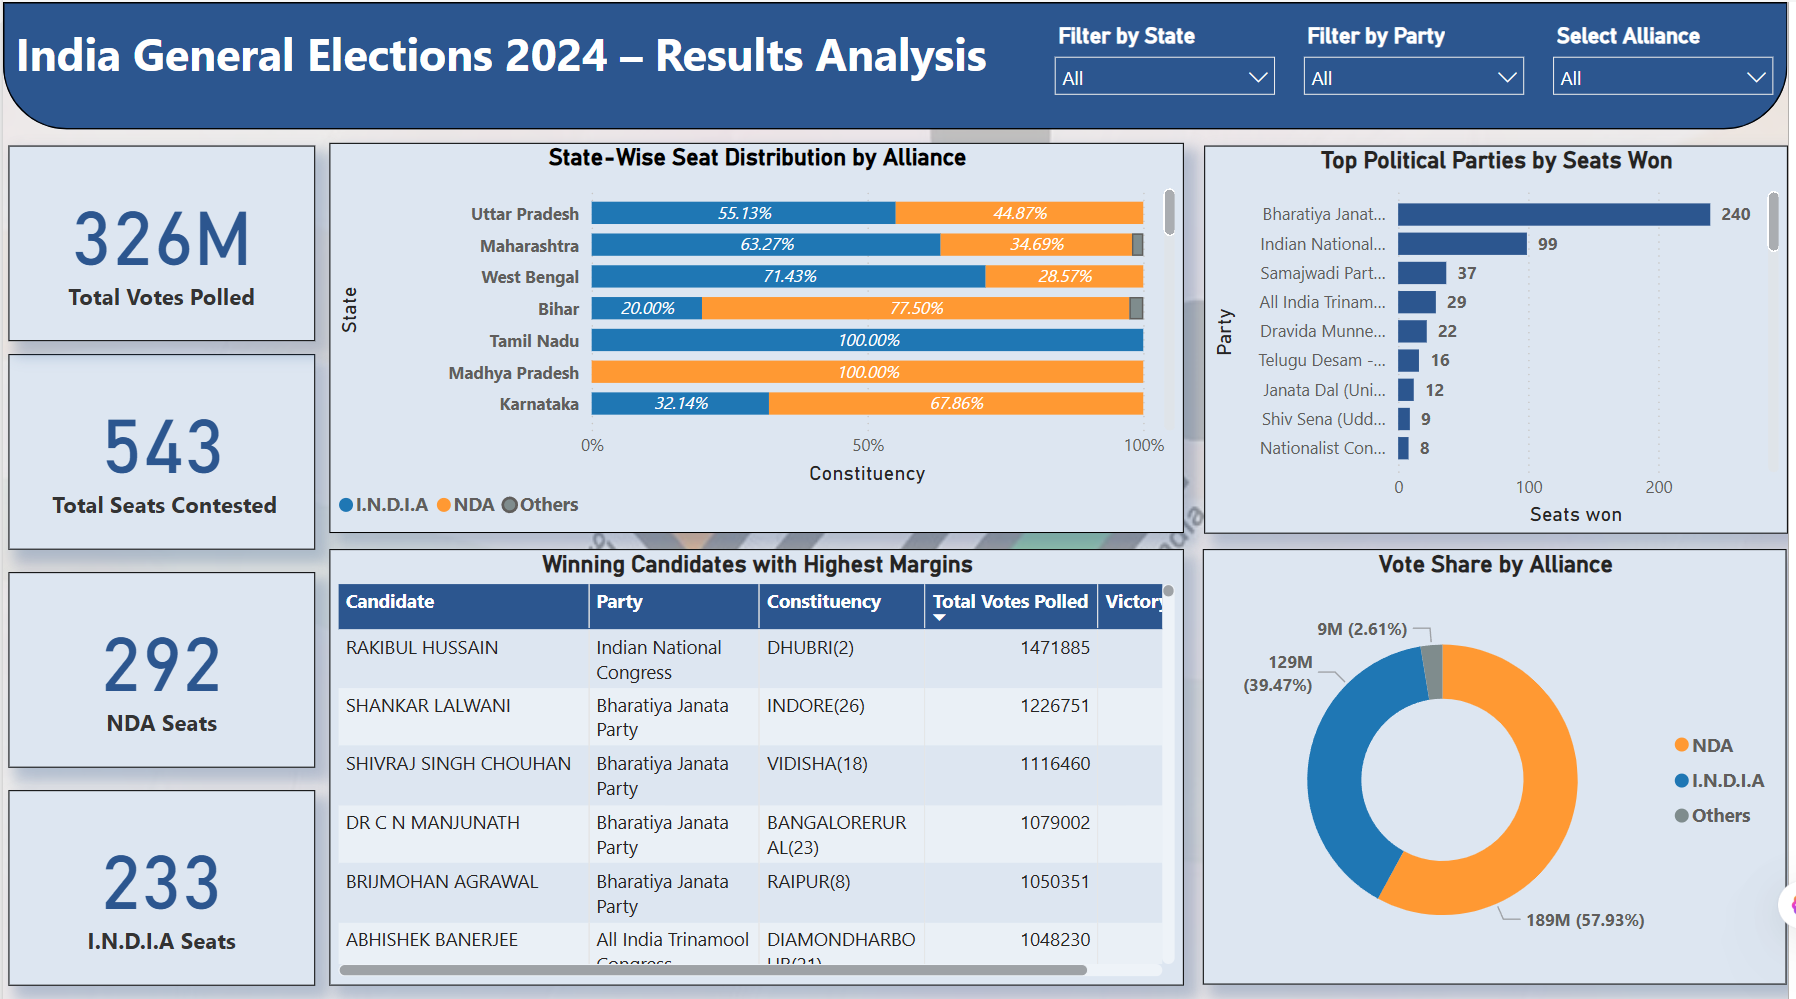 India General Elections 2024 – Results Analysis
Filter by State
All
Filter by Party
All
Select Alliance
All
326M
Total Votes Polled
543
Total Seats Contested
292
NDA Seats
233
I.N.D.I.A Seats
State-Wise Seat Distribution by Alliance
State
Uttar Pradesh 55.13% 44.87%
Maharashtra 63.27% 34.69%
West Bengal 71.43% 28.57%
Bihar 20.00% 77.50%
Tamil Nadu 100.00%
Madhya Pradesh 100.00%
Karnataka 32.14% 67.86%
0% 50% 100%
Constituency
I.N.D.I.A NDA Others
Top Political Parties by Seats Won
Party
Bharatiya Janat... 240
Indian National... 99
Samajwadi Part... 37
All India Trinam... 29
Dravida Munne... 22
Telugu Desam -... 16
Janata Dal (Uni... 12
Shiv Sena (Udd... 9
Nationalist Con... 8
0 100 200
Seats won
Winning Candidates with Highest Margins
Candidate Party Constituency Total Votes Polled Victory
RAKIBUL HUSSAIN Indian National DHUBRI(2) 1471885
Congress
SHANKAR LALWANI Bharatiya Janata INDORE(26) 1226751
Party
SHIVRAJ SINGH CHOUHAN Bharatiya Janata VIDISHA(18) 1116460
Party
DR C N MANJUNATH Bharatiya Janata BANGALORERUR 1079002
Party AL(23)
BRIJMOHAN AGRAWAL Bharatiya Janata RAIPUR(8) 1050351
Party
ABHISHEK BANERJEE All India Trinamool DIAMONDHARBO 1048230
Congress UR(21)
Vote Share by Alliance
9M (2.61%)
129M
(39.47%)
189M (57.93%)
NDA
I.N.D.I.A
Others